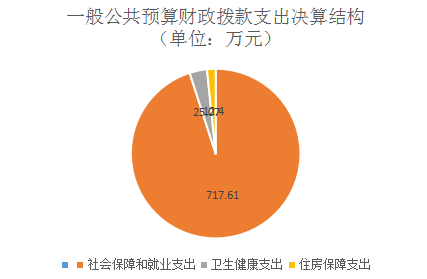 一般公共预算财政拨款支出决算结构
（单位：万元）
717.61
社会保障和就业支出 卫生健康支出 住房保障支出